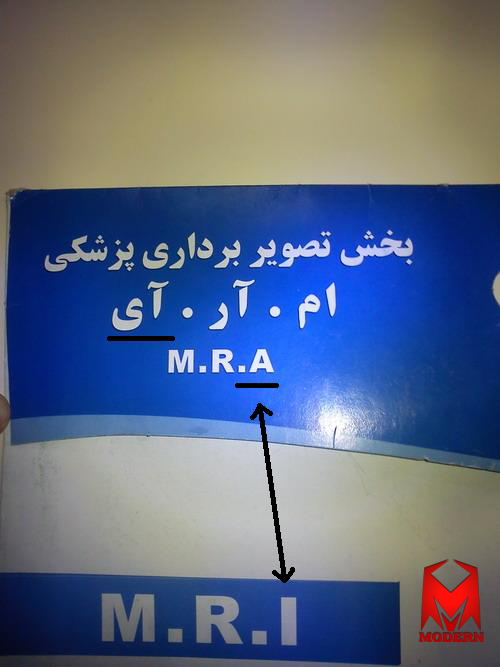 بخش تصویر برداری پزشکی
ام . آر . آی
M.R.A
M.R.I
MODERN